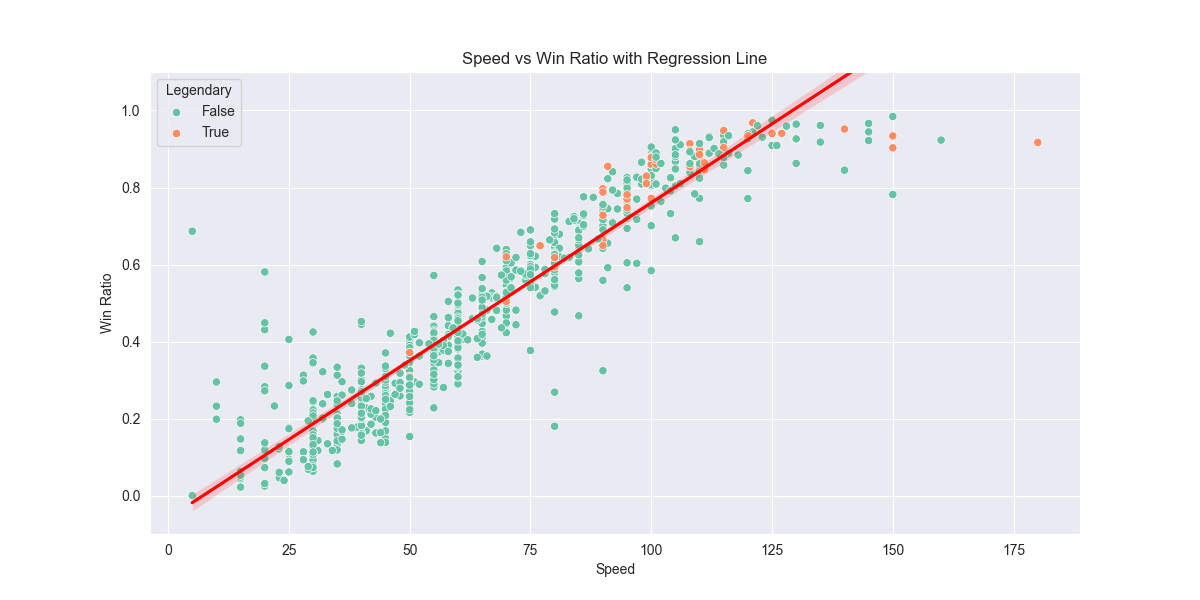 Speed vs Win Ratio with Regression Line
Legendary
False
True
Win Ratio
1.0
0.8
0.6
0.4
0.2
0.0
0 25 50 75 100 125 150 175
Speed